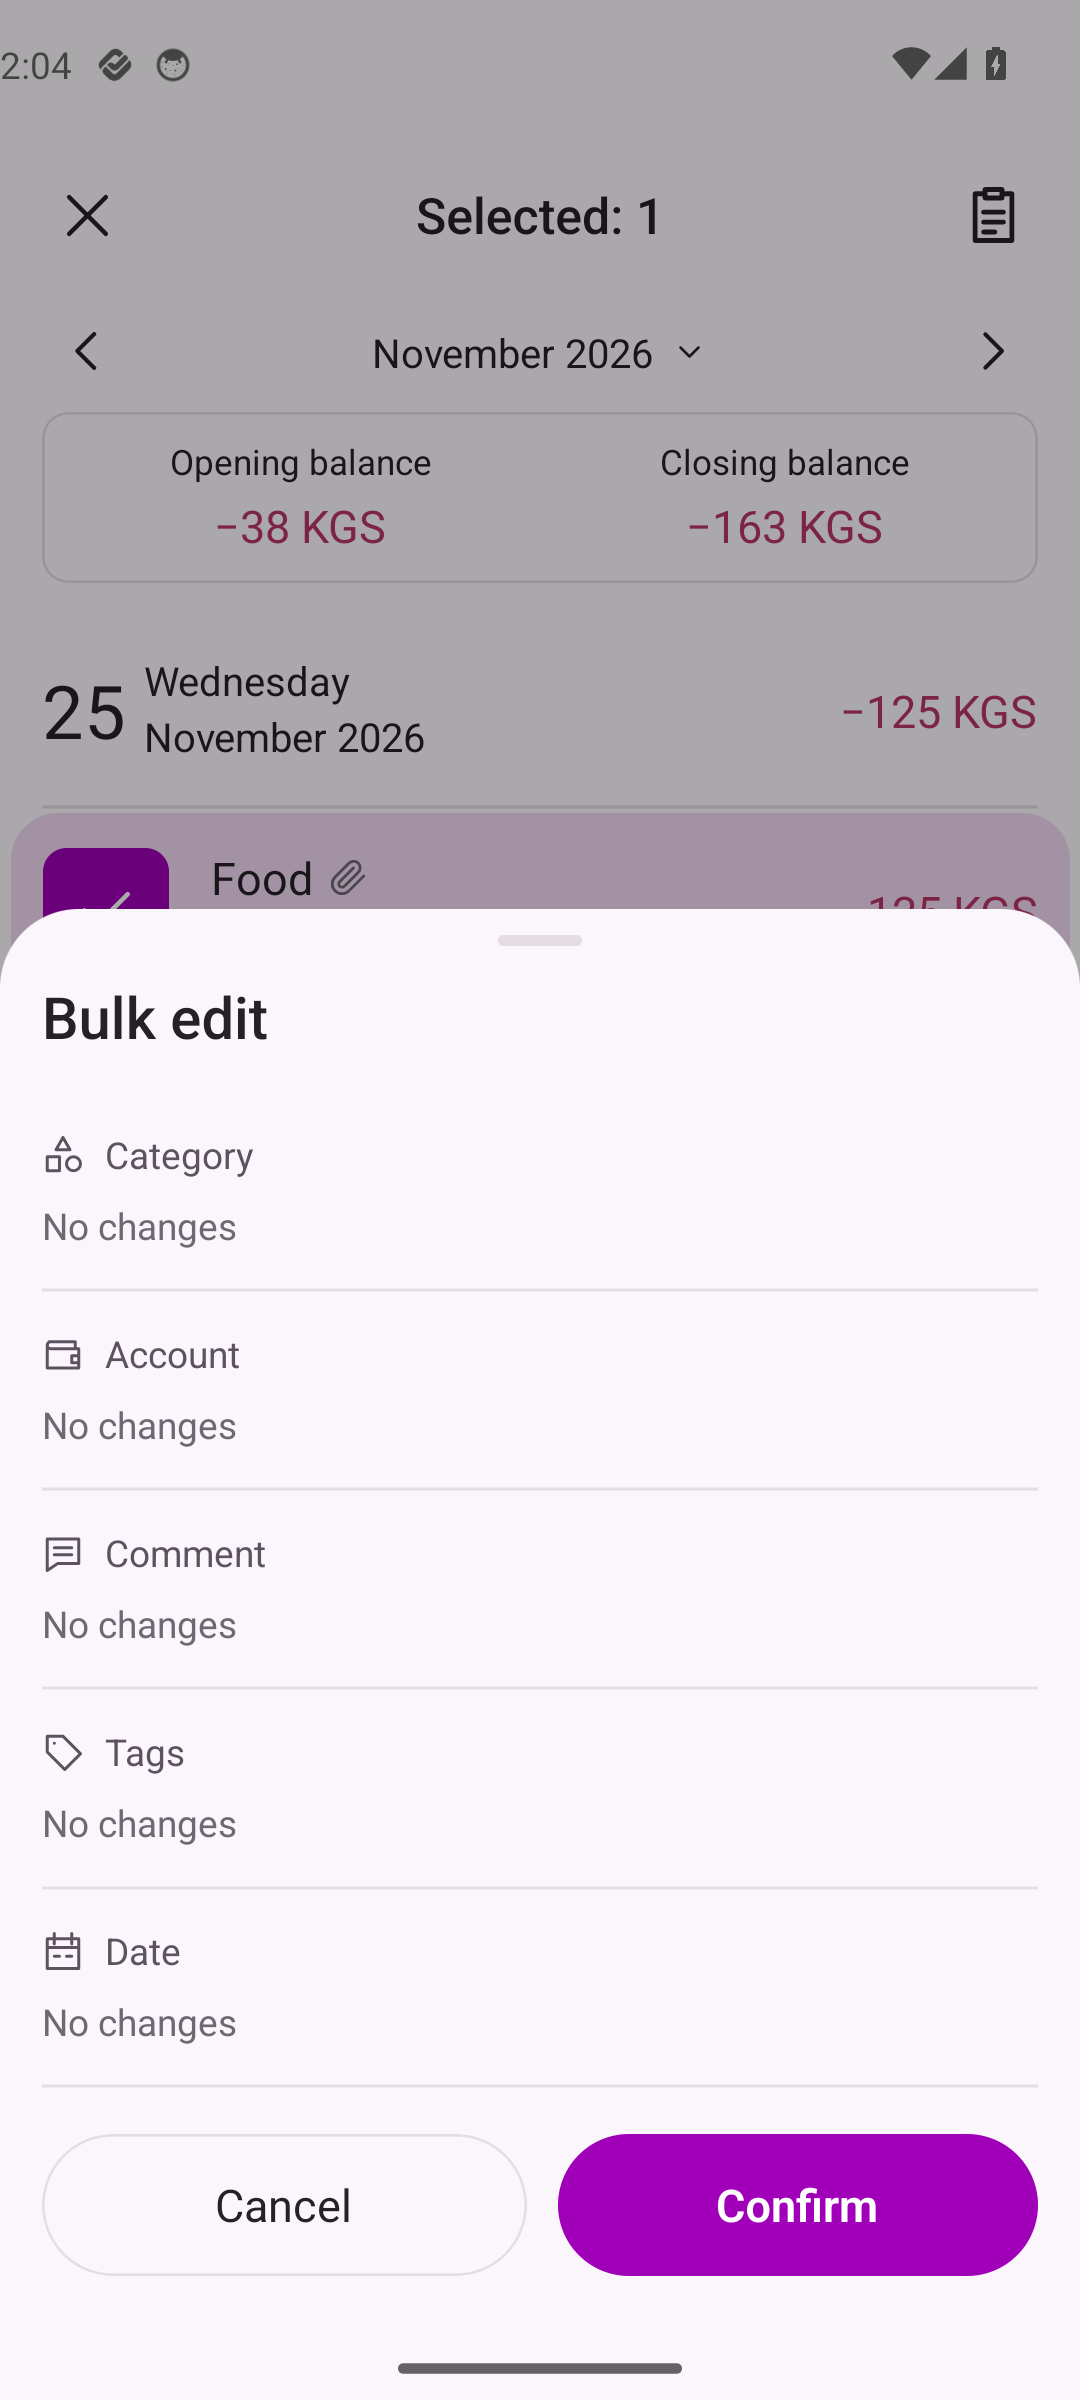 2:04
Selected: 1
November 2026
Opening balance
Closing balance
−38 KGS
−163 KGS
25
Wednesday
November 2026
−125 KGS
Food
125 KGS
Bulk edit
Category
No changes
Account
No changes
Comment
No changes
Tags
No changes
Date
No changes
Cancel
Confirm